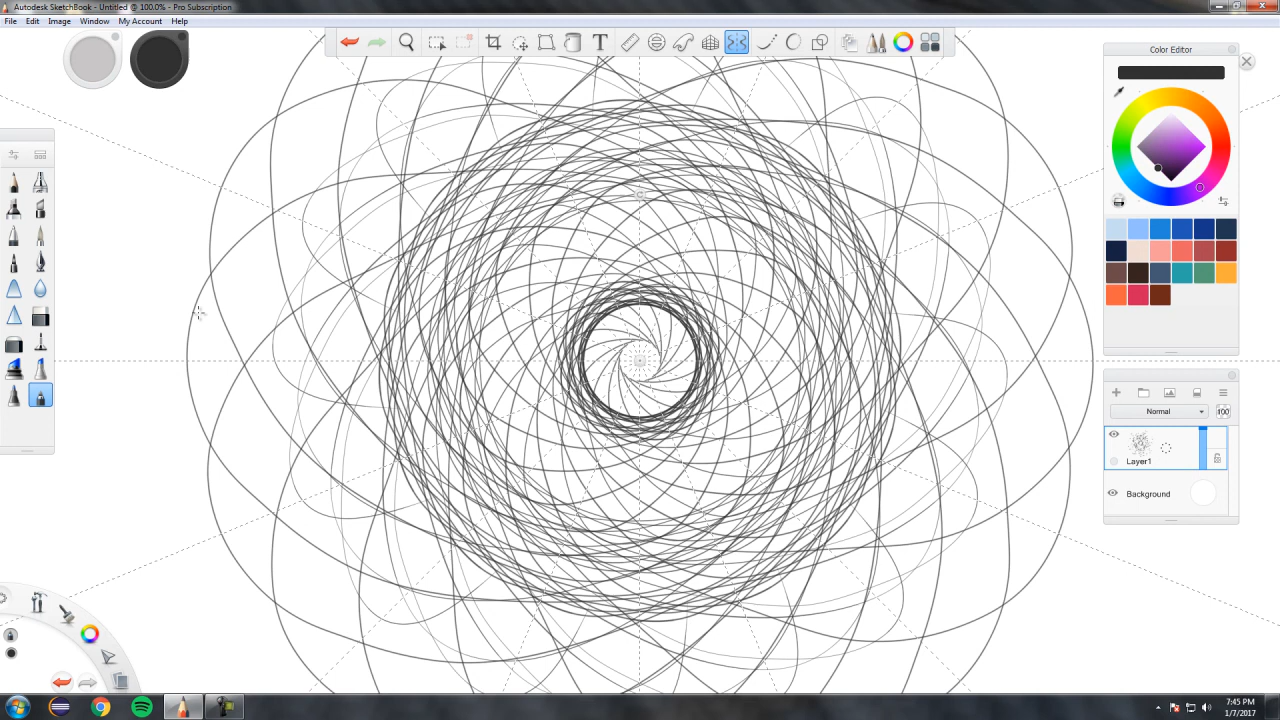 Autodesk SketchBook - Untitled @ 100.0% - Pro Subscription
File Edit Image Window My Account Help
T
Color Editor
Normal
100
Layer1
Background
7:45 PM
1/7/2017